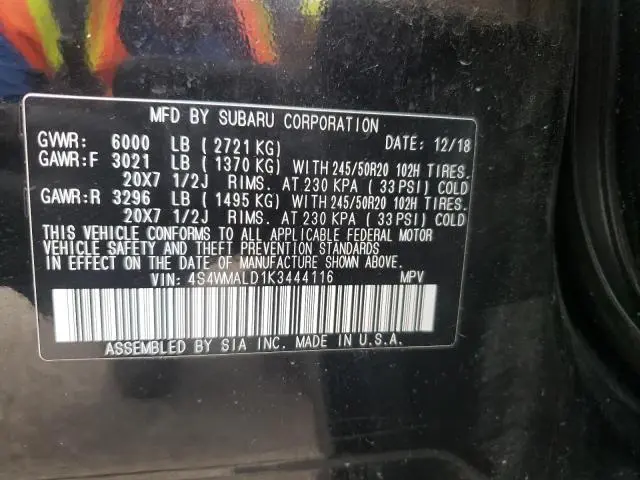 MFD BY SUBARU CORPORATION
GVWR: 6000 LB ( 2721 KG) DATE: 12/18
GAWR:F 3021 LB ( 1370 KG) WITH 245/50R20 102H TIRES.
20X7 1/2J RIMS. AT 230 KPA ( 33 PSI) COLD
GAWR:R 3296 LB ( 1495 KG) WITH 245/50R20 102H TIRES.
20X7 1/2J RIMS. AT 230 KPA ( 33 PSI) COLD
THIS VEHICLE CONFORMS TO ALL APPLICABLE FEDERAL MOTOR
VEHICLE SAFETY AND THEFT PREVENTION STANDARDS
IN EFFECT ON THE DATE OF MANUFACTURE SHOWN ABOVE.
VIN: 4S4WMALD1K3444116 MPV
ASSEMBLED BY SIA INC. MADE IN U.S.A.